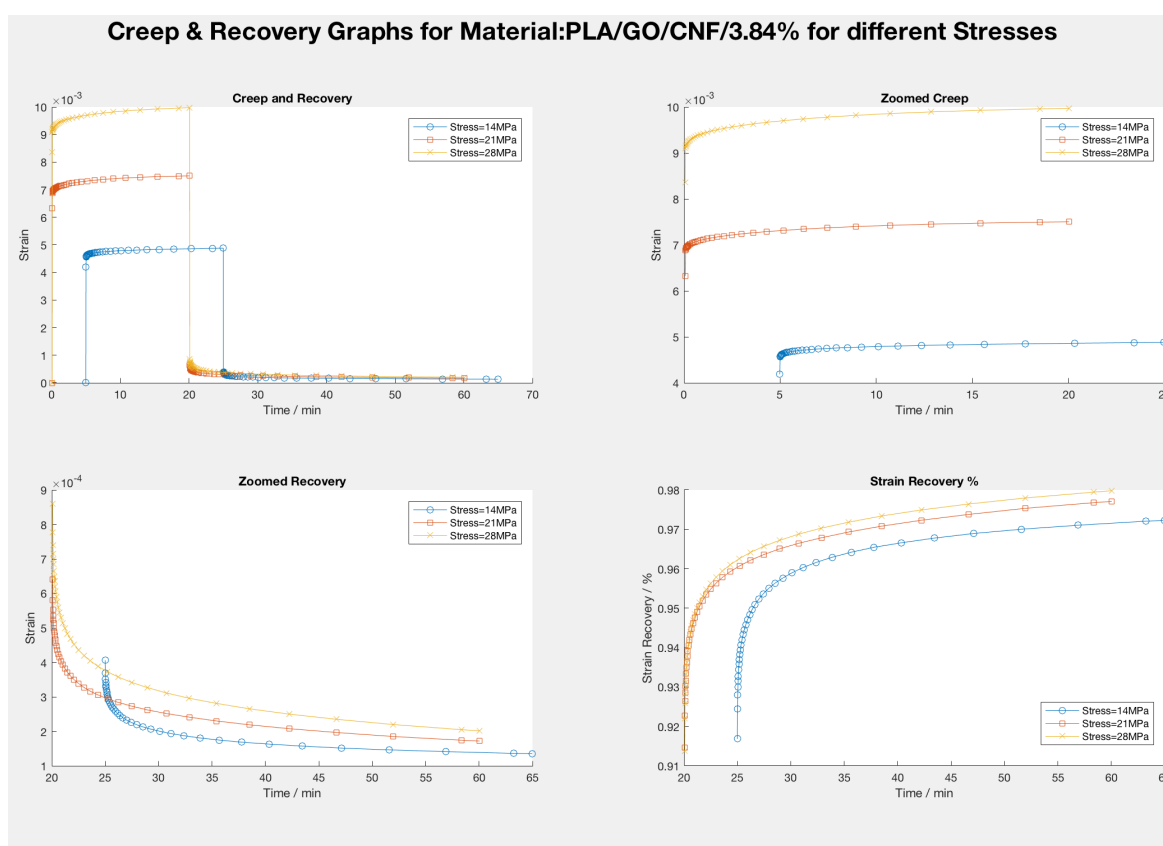 Creep & Recovery Graphs for Material:PLA/GO/CNF/3.84% for different Stresses
Creep and Recovery
×10⁻³
10
9
8
7
6
5
4
3
2
1
0
Strain
0 10 20 30 40 50 60 70
Time / min
Stress=14MPa
Stress=21MPa
Stress=28MPa
Zoomed Creep
×10⁻³
10
9
8
7
6
5
4
Strain
0 5 10 15 20
Time / min
Stress=14MPa
Stress=21MPa
Stress=28MPa
Zoomed Recovery
×10⁻⁴
9
8
7
6
5
4
3
2
1
Strain
20 25 30 35 40 45 50 55 60 65
Time / min
Stress=14MPa
Stress=21MPa
Stress=28MPa
Strain Recovery %
0.98
0.97
0.96
0.95
0.94
0.93
0.92
0.91
Strain Recovery / %
20 25 30 35 40 45 50 55 60
Time / min
Stress=14MPa
Stress=21MPa
Stress=28MPa